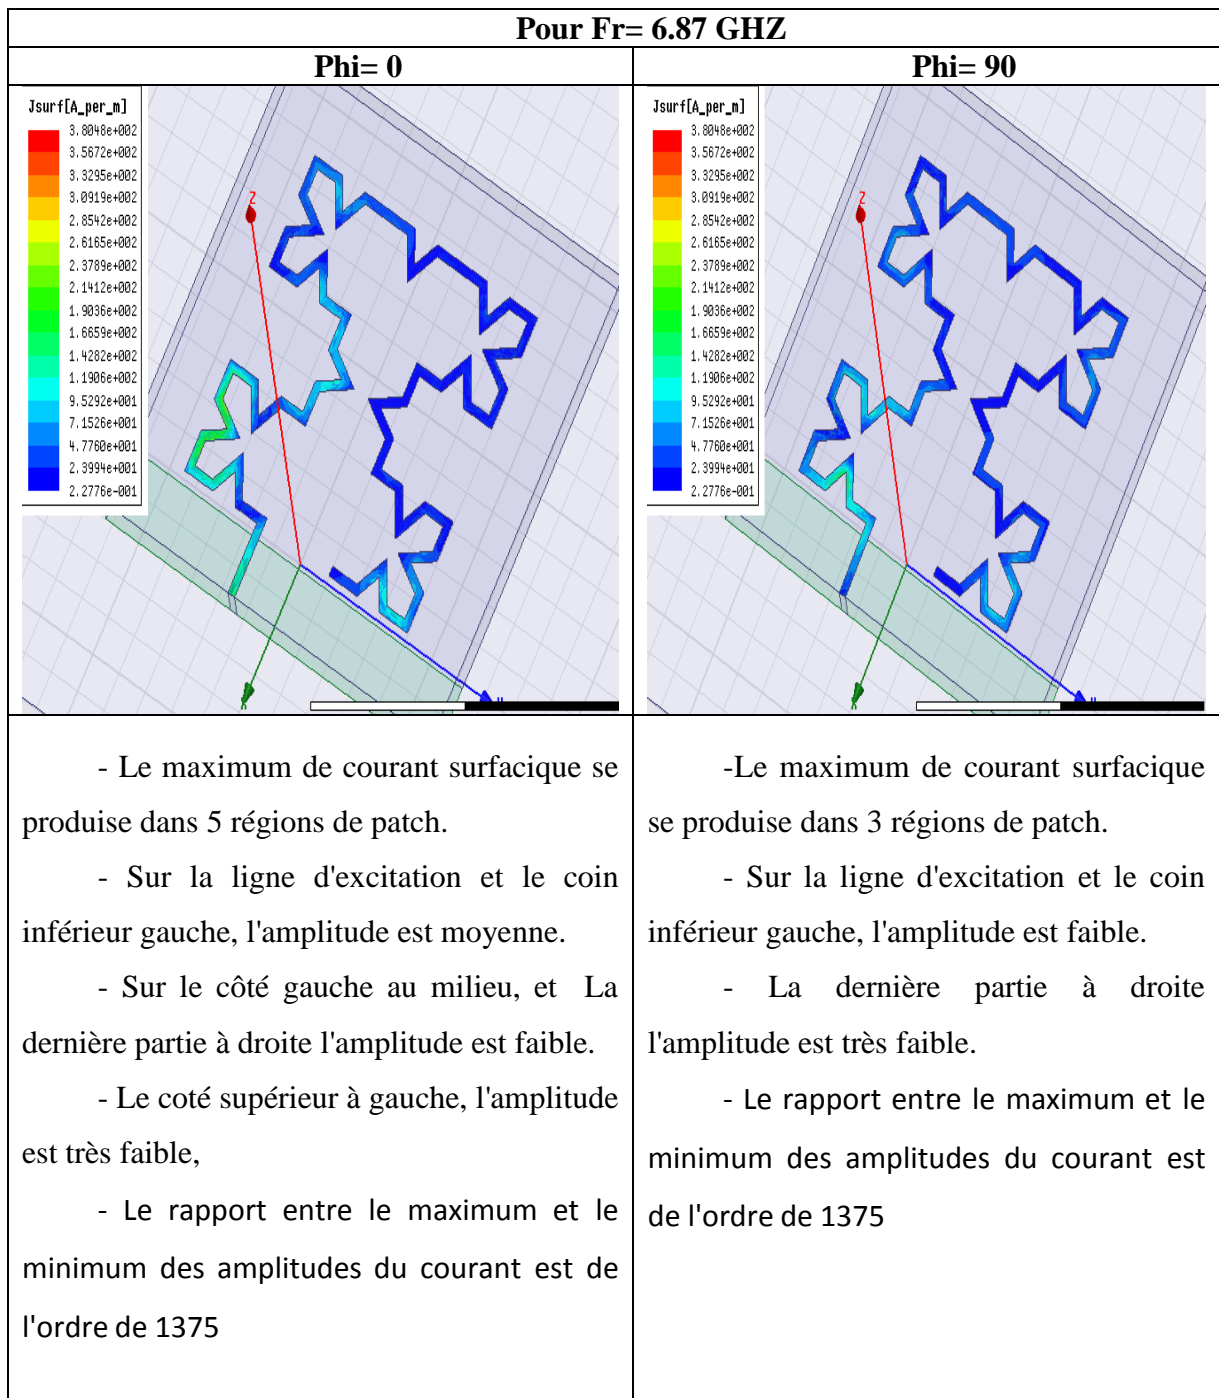 Pour Fr= 6.87 GHZ
Phi= 0
Phi= 90
Jsurf[A_per_m]
3.8048e+002
3.5672e+002
3.3295e+002
3.0919e+002
2.8542e+002
2.6165e+002
2.3789e+002
2.1412e+002
1.9036e+002
1.6659e+002
1.4282e+002
1.1906e+002
9.5292e+001
7.1526e+001
4.7760e+001
2.3994e+001
2.2776e-001
Z
Jsurf[A_per_m]
3.8048e+002
3.5672e+002
3.3295e+002
3.0919e+002
2.8542e+002
2.6165e+002
2.3789e+002
2.1412e+002
1.9036e+002
1.6659e+002
1.4282e+002
1.1906e+002
9.5292e+001
7.1526e+001
4.7760e+001
2.3994e+001
2.2776e-001
Z
- Le maximum de courant surfacique se
produise dans 5 régions de patch.
- Sur la ligne d'excitation et le coin
inférieur gauche, l'amplitude est moyenne.
- Sur le côté gauche au milieu, et La
dernière partie à droite l'amplitude est faible.
- Le coté supérieur à gauche, l'amplitude
est très faible,
- Le rapport entre le maximum et le
minimum des amplitudes du courant est de
l'ordre de 1375
-Le maximum de courant surfacique
se produise dans 3 régions de patch.
- Sur la ligne d'excitation et le coin
inférieur gauche, l'amplitude est faible.
- La dernière partie à droite
l'amplitude est très faible.
- Le rapport entre le maximum et le
minimum des amplitudes du courant est
de l'ordre de 1375